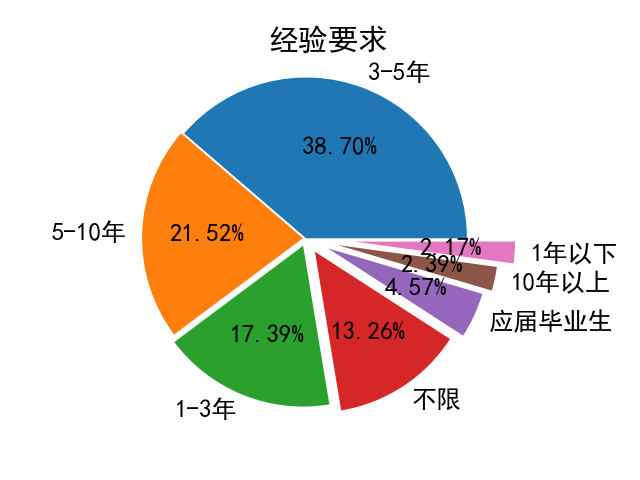 经验要求
3-5年
38.70%
5-10年
21.52%
1-3年
17.39%
不限
13.26%
应届毕业生
4.57%
10年以上
2.39%
1年以下
2.17%